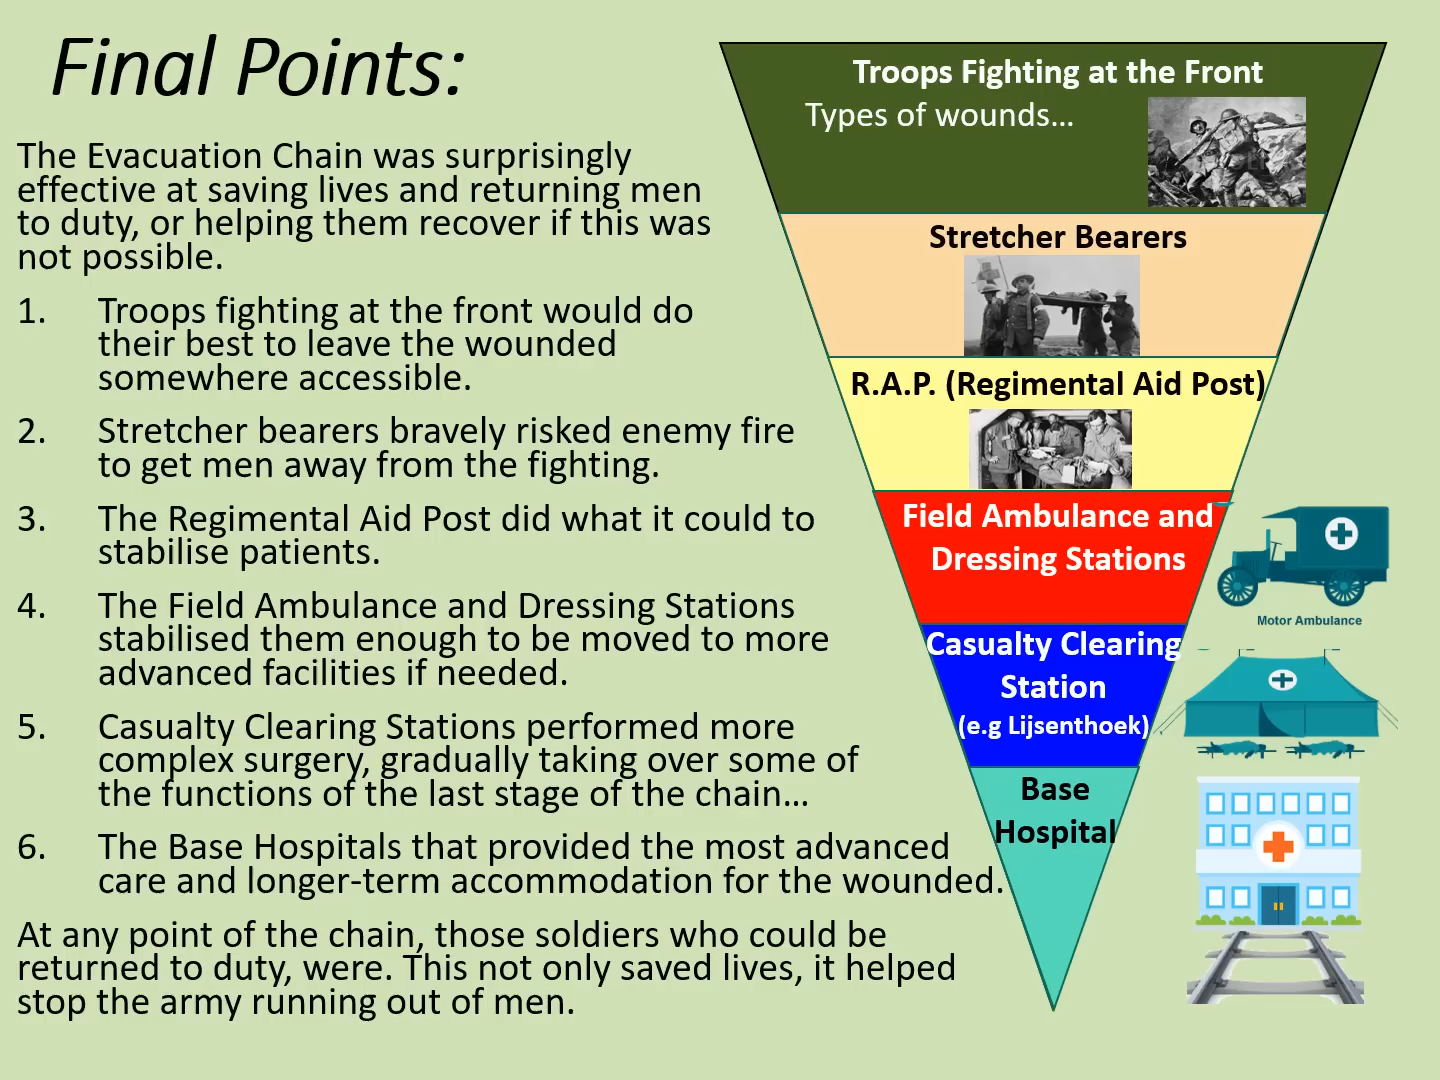 Final Points:
The Evacuation Chain was surprisingly
effective at saving lives and returning men
to duty, or helping them recover if this was
not possible.
1. Troops fighting at the front would do
their best to leave the wounded
somewhere accessible.
2. Stretcher bearers bravely risked enemy fire
to get men away from the fighting.
3. The Regimental Aid Post did what it could to
stabilise patients.
4. The Field Ambulance and Dressing Stations
stabilised them enough to be moved to more
advanced facilities if needed.
5. Casualty Clearing Stations performed more
complex surgery, gradually taking over some of
the functions of the last stage of the chain…
6. The Base Hospitals that provided the most advanced
care and longer-term accommodation for the wounded.
At any point of the chain, those soldiers who could be
returned to duty, were. This not only saved lives, it helped
stop the army running out of men.
Troops Fighting at the Front
Types of wounds…
Stretcher Bearers
R.A.P. (Regimental Aid Post)
Field Ambulance and
Dressing Stations
Motor Ambulance
Casualty Clearing
Station
(e.g Lijsenthoek)
Base
Hospital